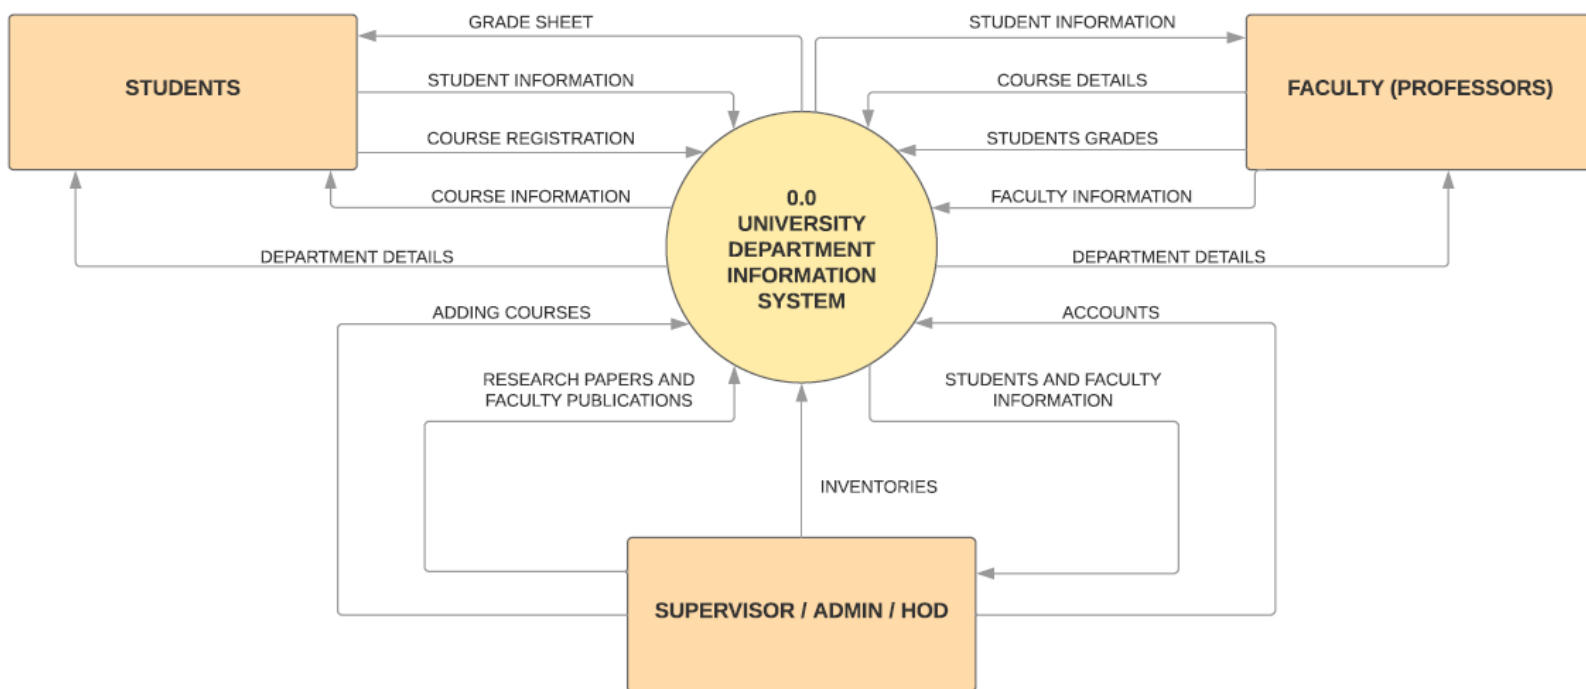 GRADE SHEET
STUDENT INFORMATION
STUDENTS
STUDENT INFORMATION
COURSE DETAILS
FACULTY (PROFESSORS)
COURSE REGISTRATION
STUDENTS GRADES
COURSE INFORMATION
FACULTY INFORMATION
0.0
UNIVERSITY
DEPARTMENT
INFORMATION
SYSTEM
DEPARTMENT DETAILS
DEPARTMENT DETAILS
ADDING COURSES
ACCOUNTS
RESEARCH PAPERS AND
FACULTY PUBLICATIONS
STUDENTS AND FACULTY
INFORMATION
INVENTORIES
SUPERVISOR / ADMIN / HOD